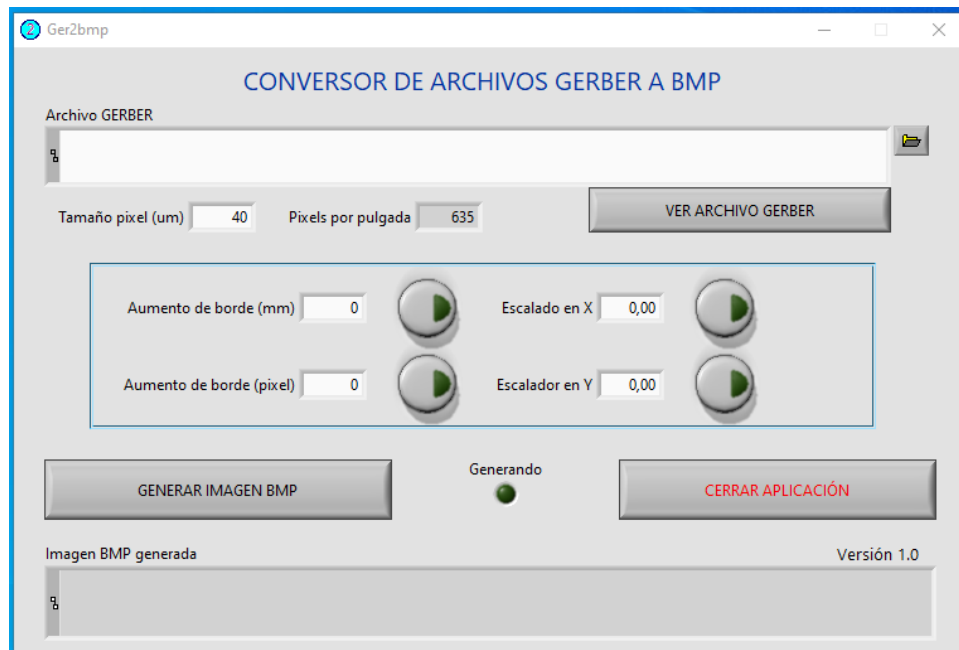 2 Ger2bmp
CONVERSOR DE ARCHIVOS GERBER A BMP
Archivo GERBER
Tamaño pixel (um) 40 Pixels por pulgada 635 VER ARCHIVO GERBER
Aumento de borde (mm) 0 Escalado en X 0,00
Aumento de borde (pixel) 0 Escalador en Y 0,00
GENERAR IMAGEN BMP Generando CERRAR APLICACIÓN
Imagen BMP generada Versión 1.0